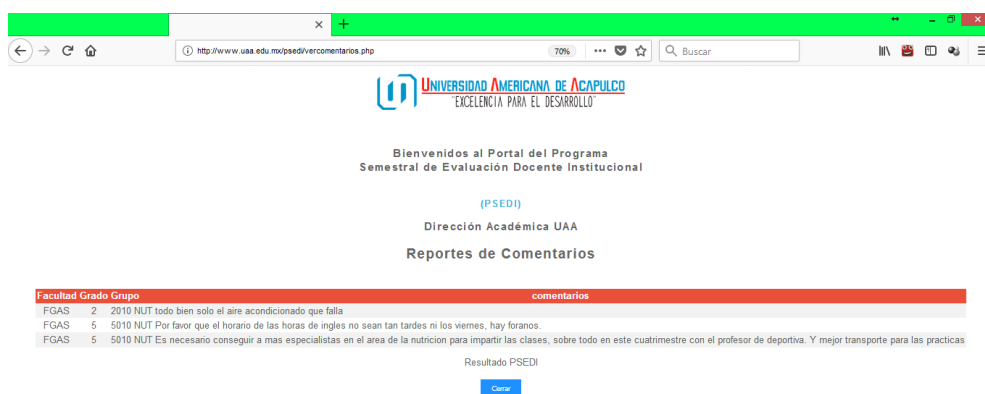 http://www.uaa.edu.mx/psedi/vercomentarios.php 70% Buscar
UNIVERSIDAD AMERICANA DE ACAPULCO
"EXCELENCIA PARA EL DESARROLLO"
Bienvenidos al Portal del Programa
Semestral de Evaluación Docente Institucional
(PSEDI)
Dirección Académica UAA
Reportes de Comentarios
Facultad Grado Grupo comentarios
FGAS 2 2010 NUT todo bien solo el aire acondicionado que falla
FGAS 5 5010 NUT Por favor que el horario de las horas de ingles no sean tan tardes ni los viernes, hay foranos.
FGAS 5 5010 NUT Es necesario conseguir a mas especialistas en el area de la nutricion para impartir las clases, sobre todo en este cuatrimestre con el profesor de deportiva. Y mejor transporte para las practicas
Resultado PSEDI
Cerrar